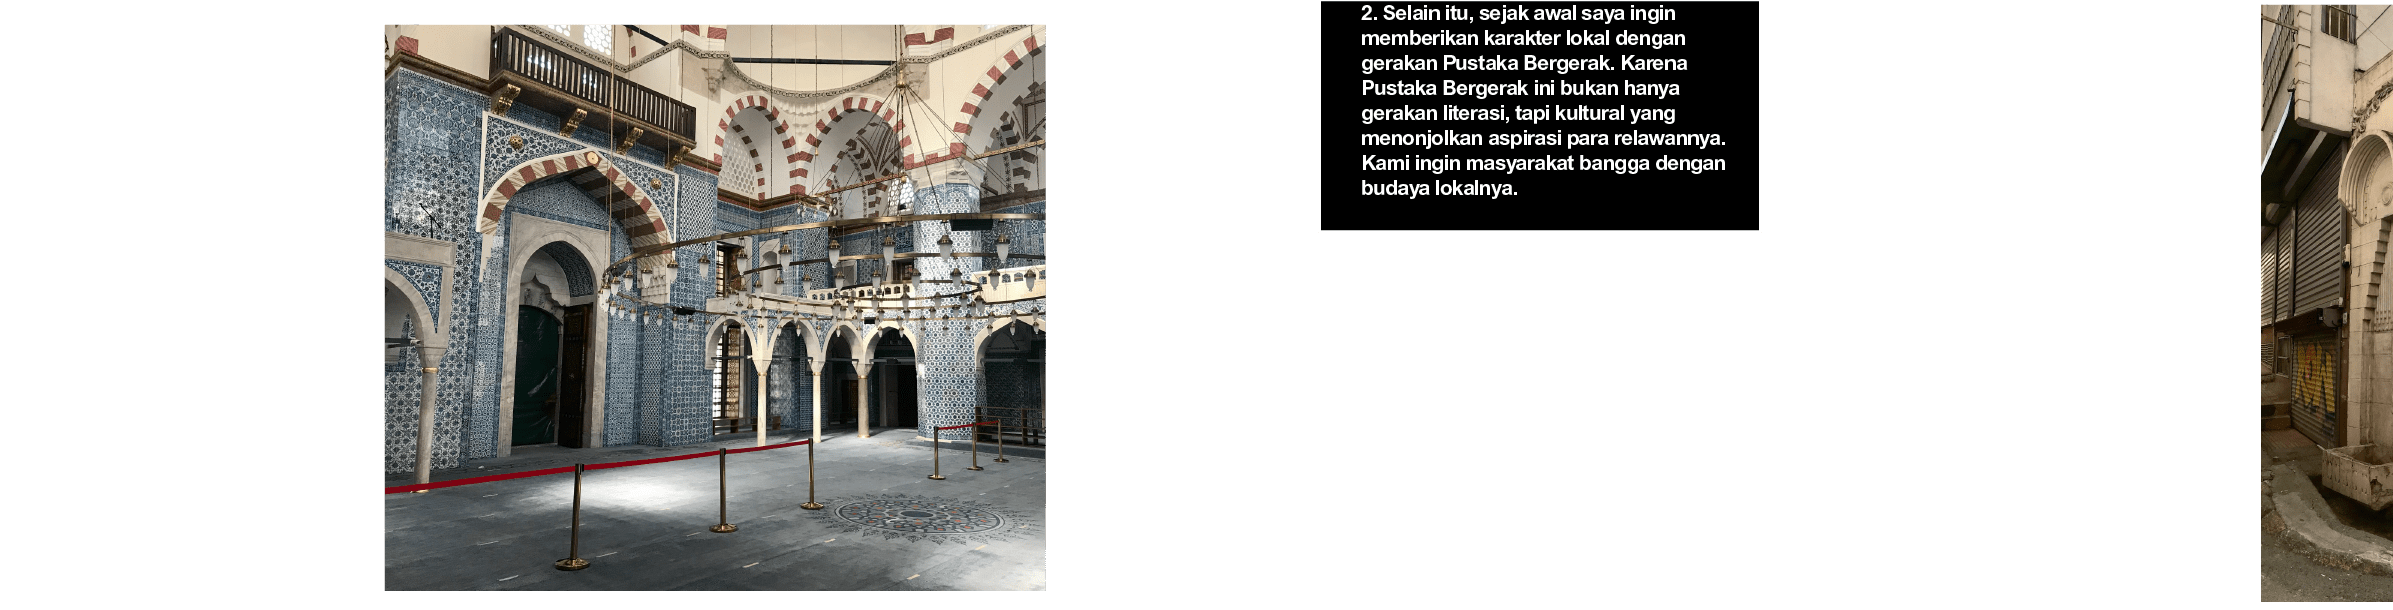 2. Selain itu, sejak awal saya ingin
memberikan karakter lokal dengan
gerakan Pustaka Bergerak. Karena
Pustaka Bergerak ini bukan hanya
gerakan literasi, tapi kultural yang
menonjolkan aspirasi para relawannya.
Kami ingin masyarakat bangga dengan
budaya lokalnya.